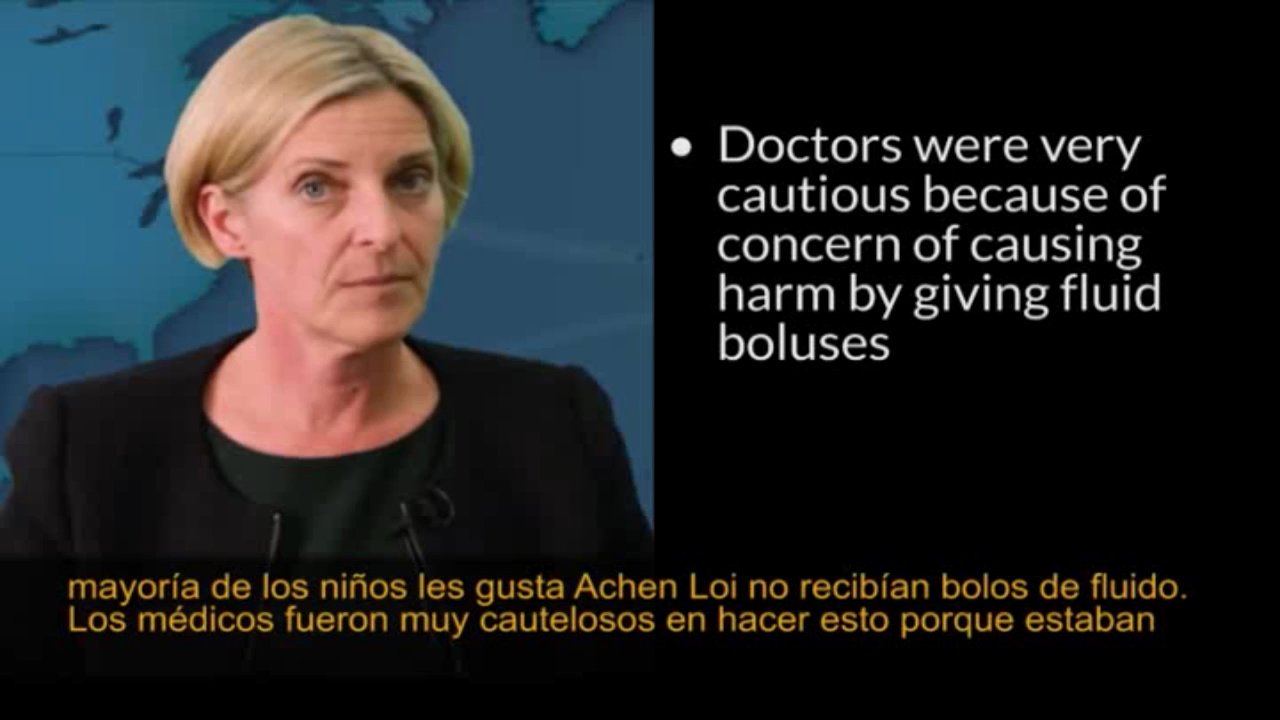 • Doctors were very
cautious because of
concern of causing
harm by giving fluid
boluses
mayoría de los niños les gusta Achen Loi no recibían bolos de fluido.
Los médicos fueron muy cautelosos en hacer esto porque estaban